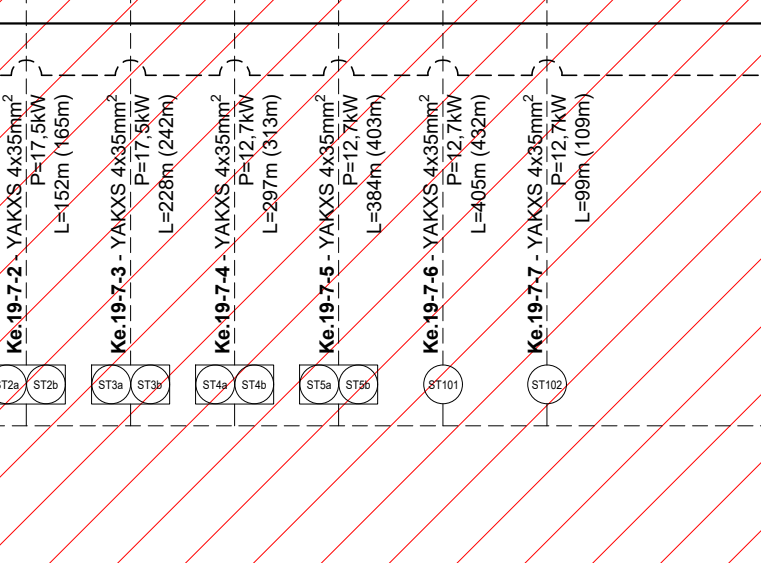 Ke.19-7-2 - YAKXS 4x35mm²
P=17,5kW
L=152m (165m)
Ke.19-7-3 - YAKXS 4x35mm²
P=17,5kW
L=228m (242m)
Ke.19-7-4 - YAKXS 4x35mm²
P=12,7kW
L=297m (313m)
Ke.19-7-5 - YAKXS 4x35mm²
P=12,7kW
L=384m (403m)
Ke.19-7-6 - YAKXS 4x35mm²
P=12,7kW
L=405m (432m)
Ke.19-7-7 - YAKXS 4x35mm²
P=12,7kW
L=99m (109m)
ST2a ST2b ST3a ST3b ST4a ST4b ST5a ST5b ST101 ST102